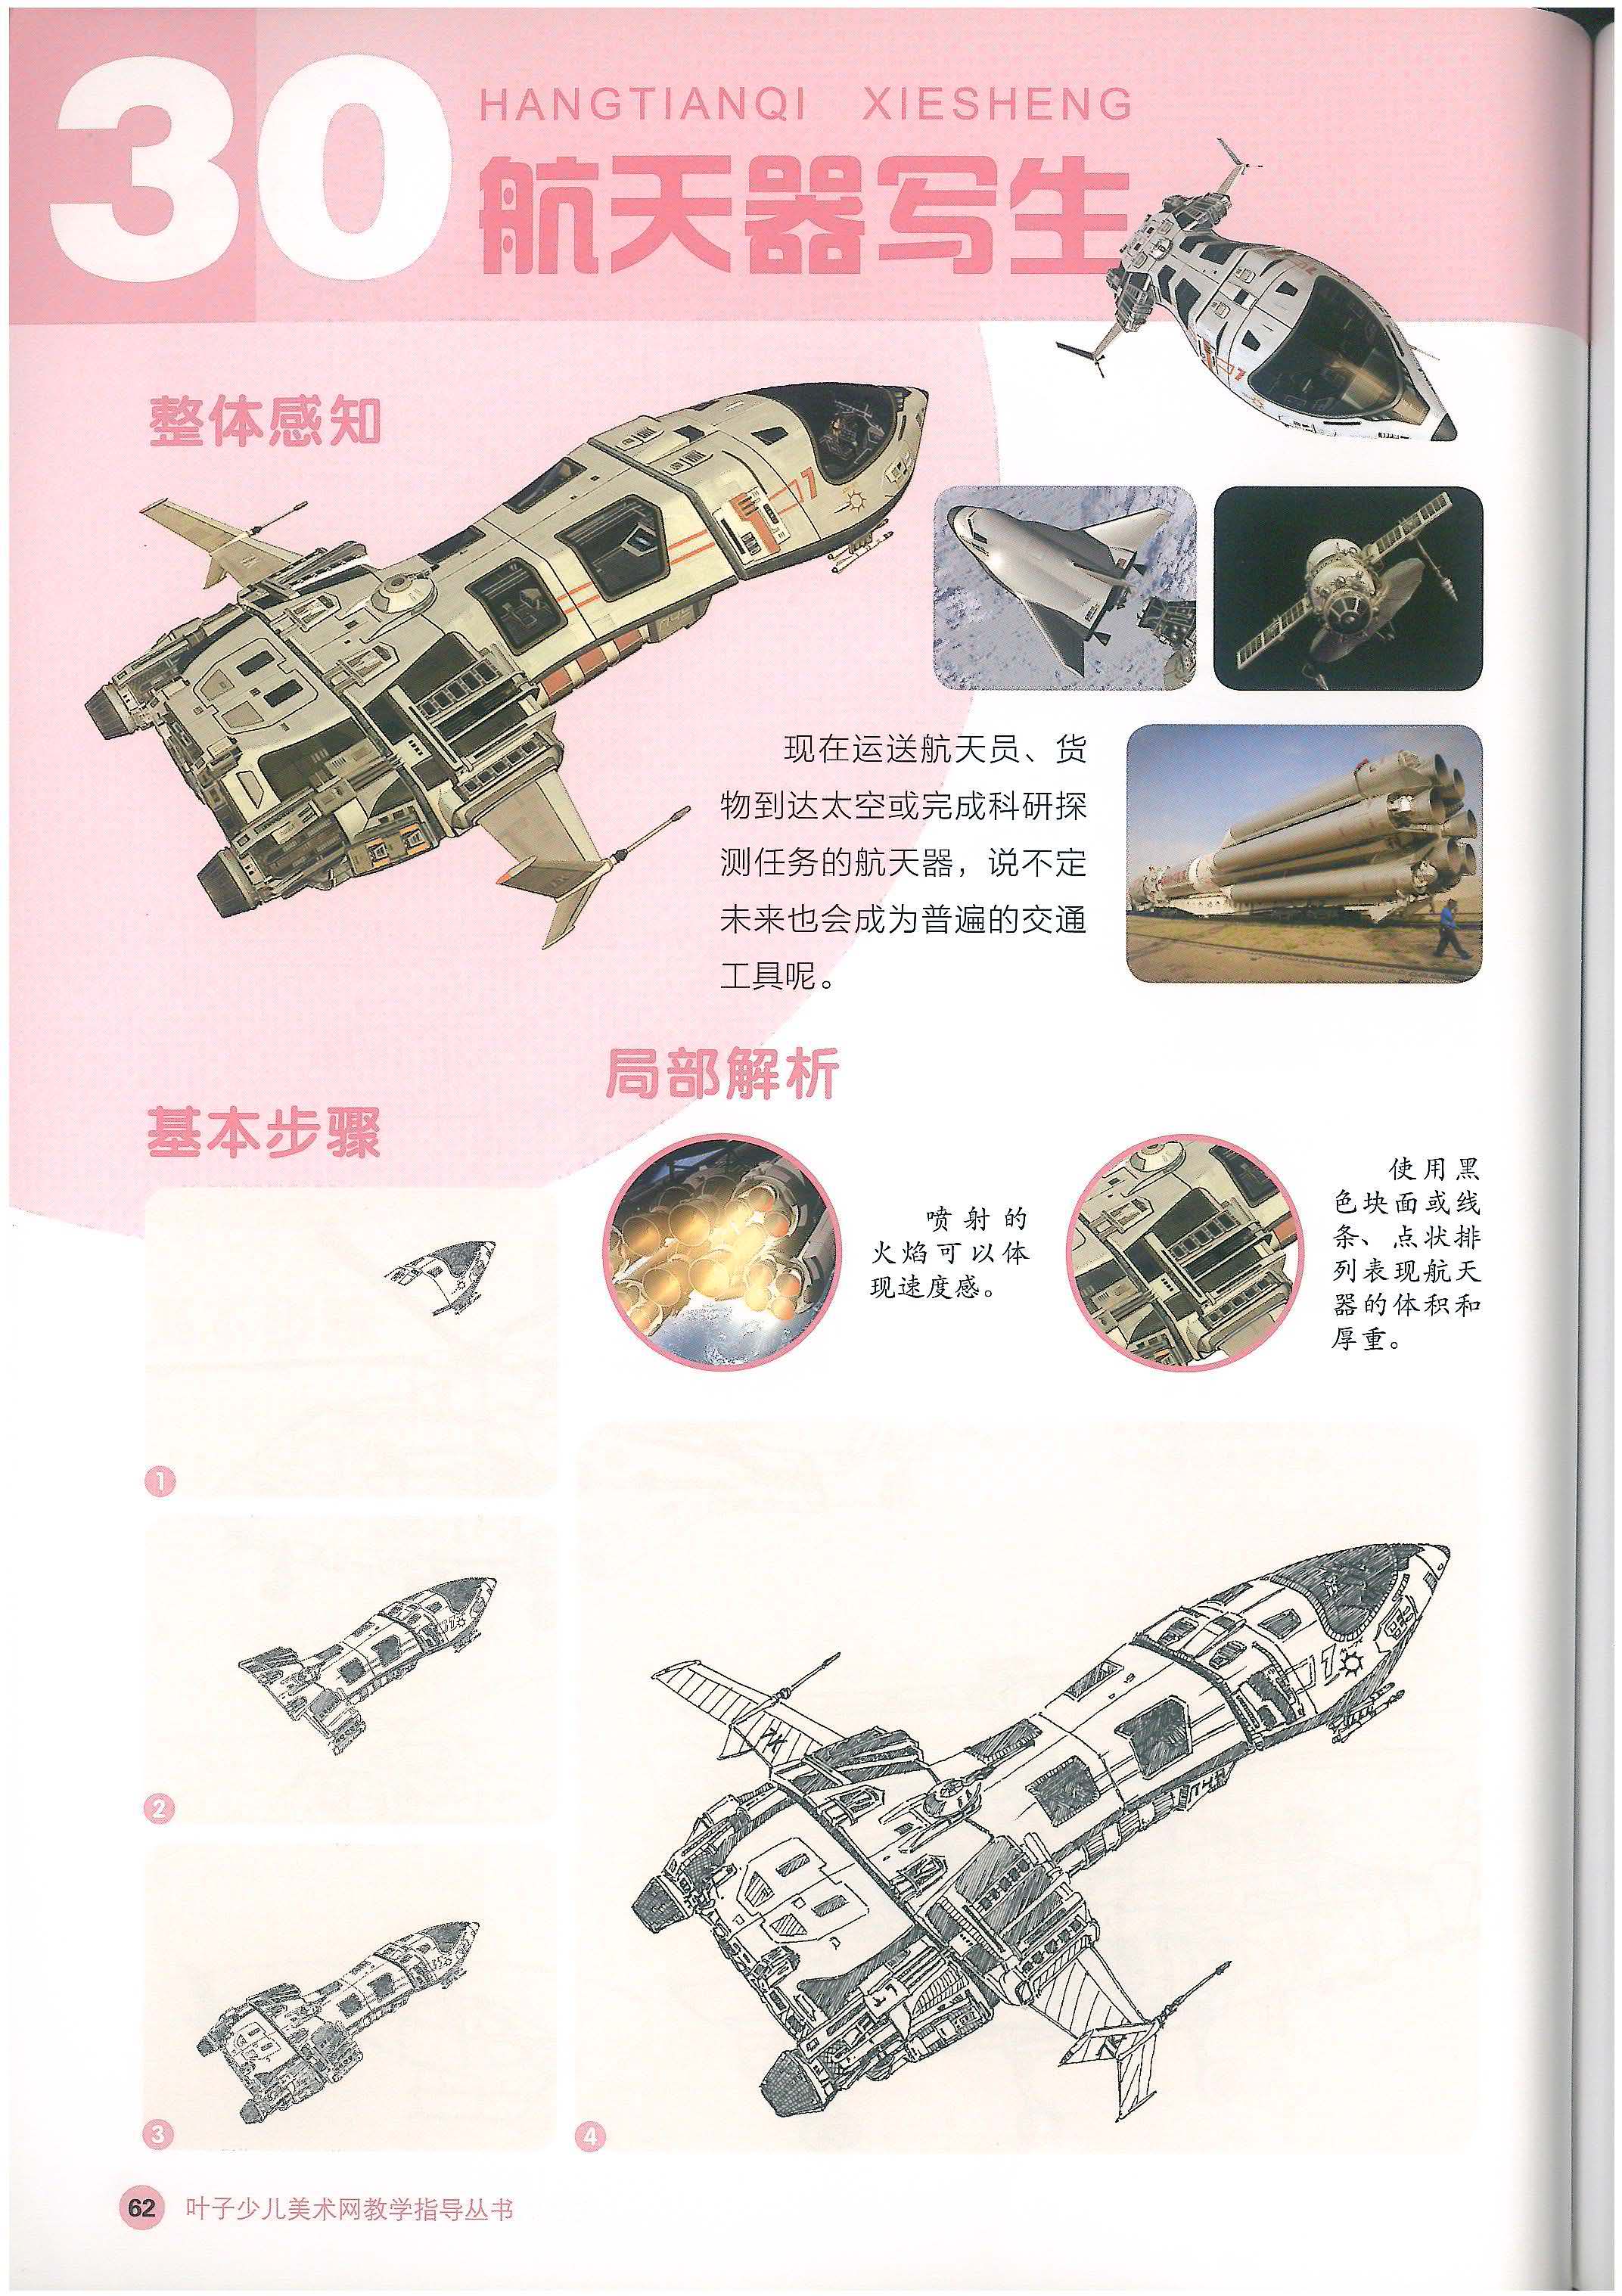 30
HANGTIANQI XIESHENG
航天器写生
整体感知
现在运送航天员、货
物到达太空或完成科研探
测任务的航天器，说不定
未来也会成为普遍的交通
工具呢。
局部解析
喷射的
火焰可以体
现速度感。
使用黑
色块面或线
条、点状排
列表现航天
器的体积和
厚重。
基本步骤
1
2
3
4
62 叶子少儿美术网教学指导丛书